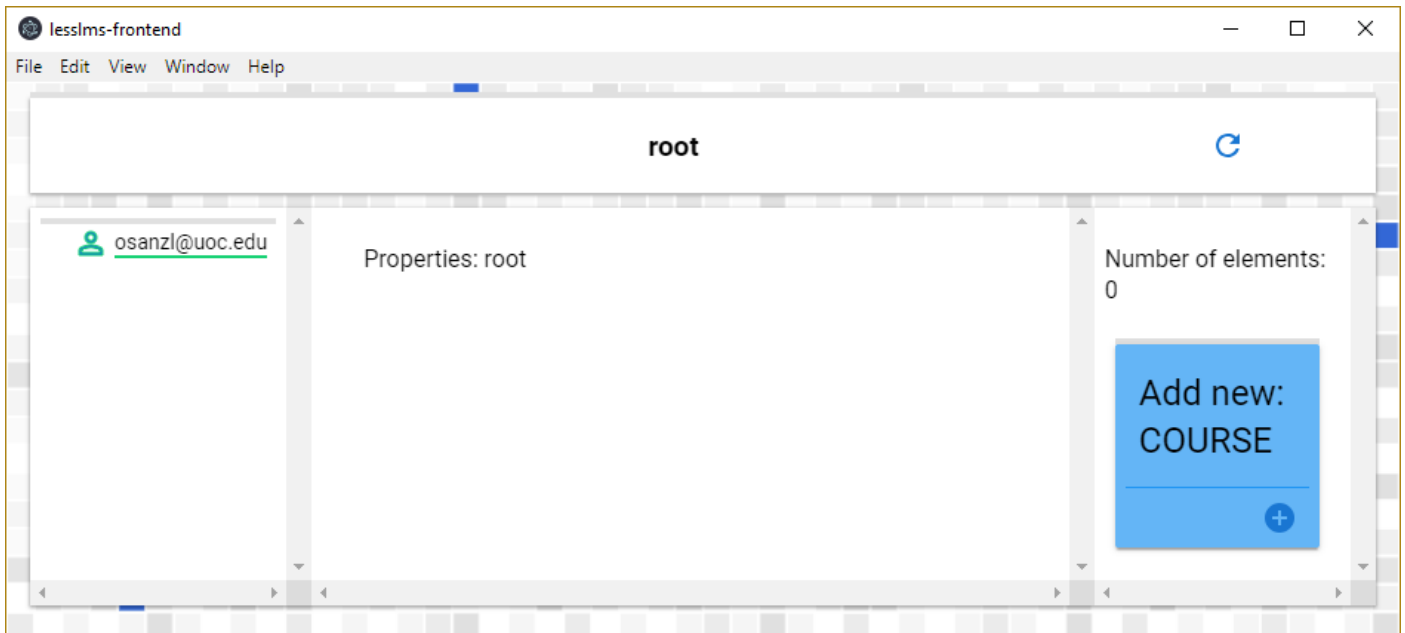 lesslms-frontend
File Edit View Window Help
root
osanzl@uoc.edu
Properties: root
Number of elements:
0
Add new:
COURSE